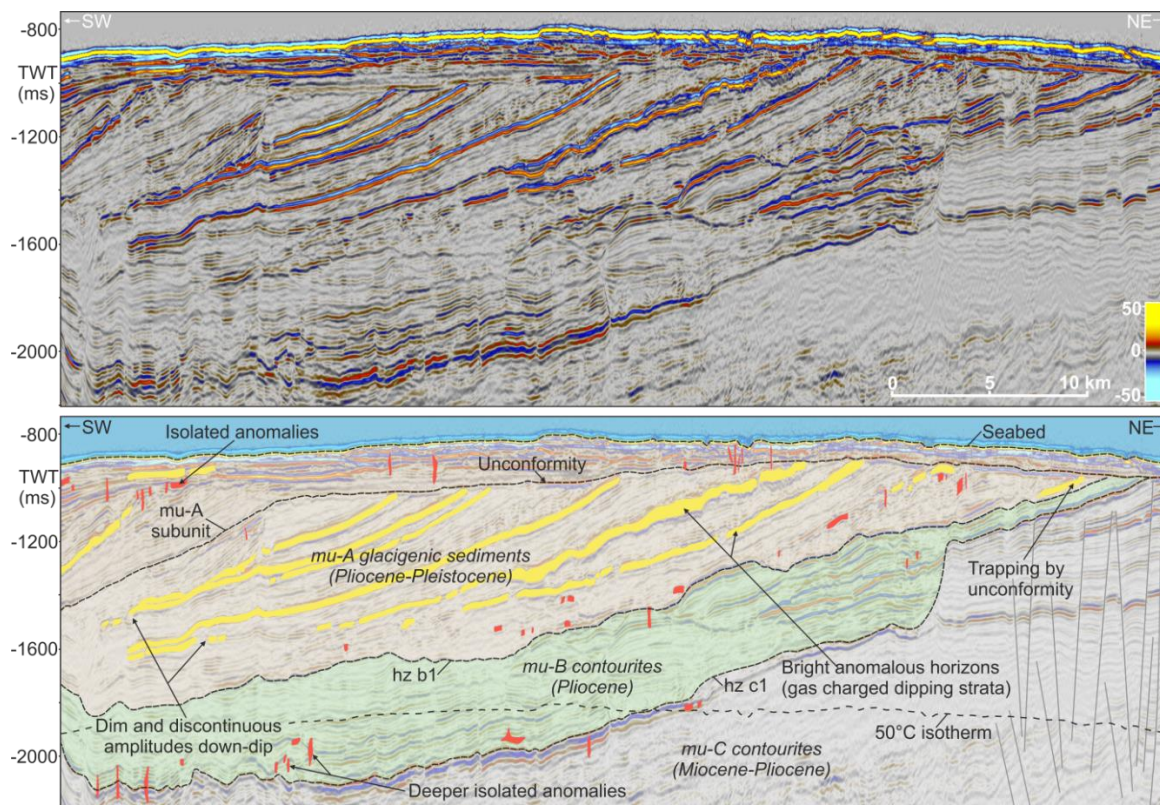 ←SW
NE→
-800
TWT
(ms)
-1200
-1600
-2000
50
0
-50
0 5 10 km
←SW
NE→
-800
TWT
(ms)
-1200
-1600
-2000
Isolated anomalies
Seabed
Unconformity
mu-A
subunit
mu-A glacigenic sediments
(Pliocene-Pleistocene)
Trapping by
unconformity
hz b1
mu-B contourites
(Pliocene)
hz c1
Bright anomalous horizons
(gas charged dipping strata)
Dim and discontinuous
amplitudes down-dip
50°C isotherm
mu-C contourites
(Miocene-Pliocene)
Deeper isolated anomalies